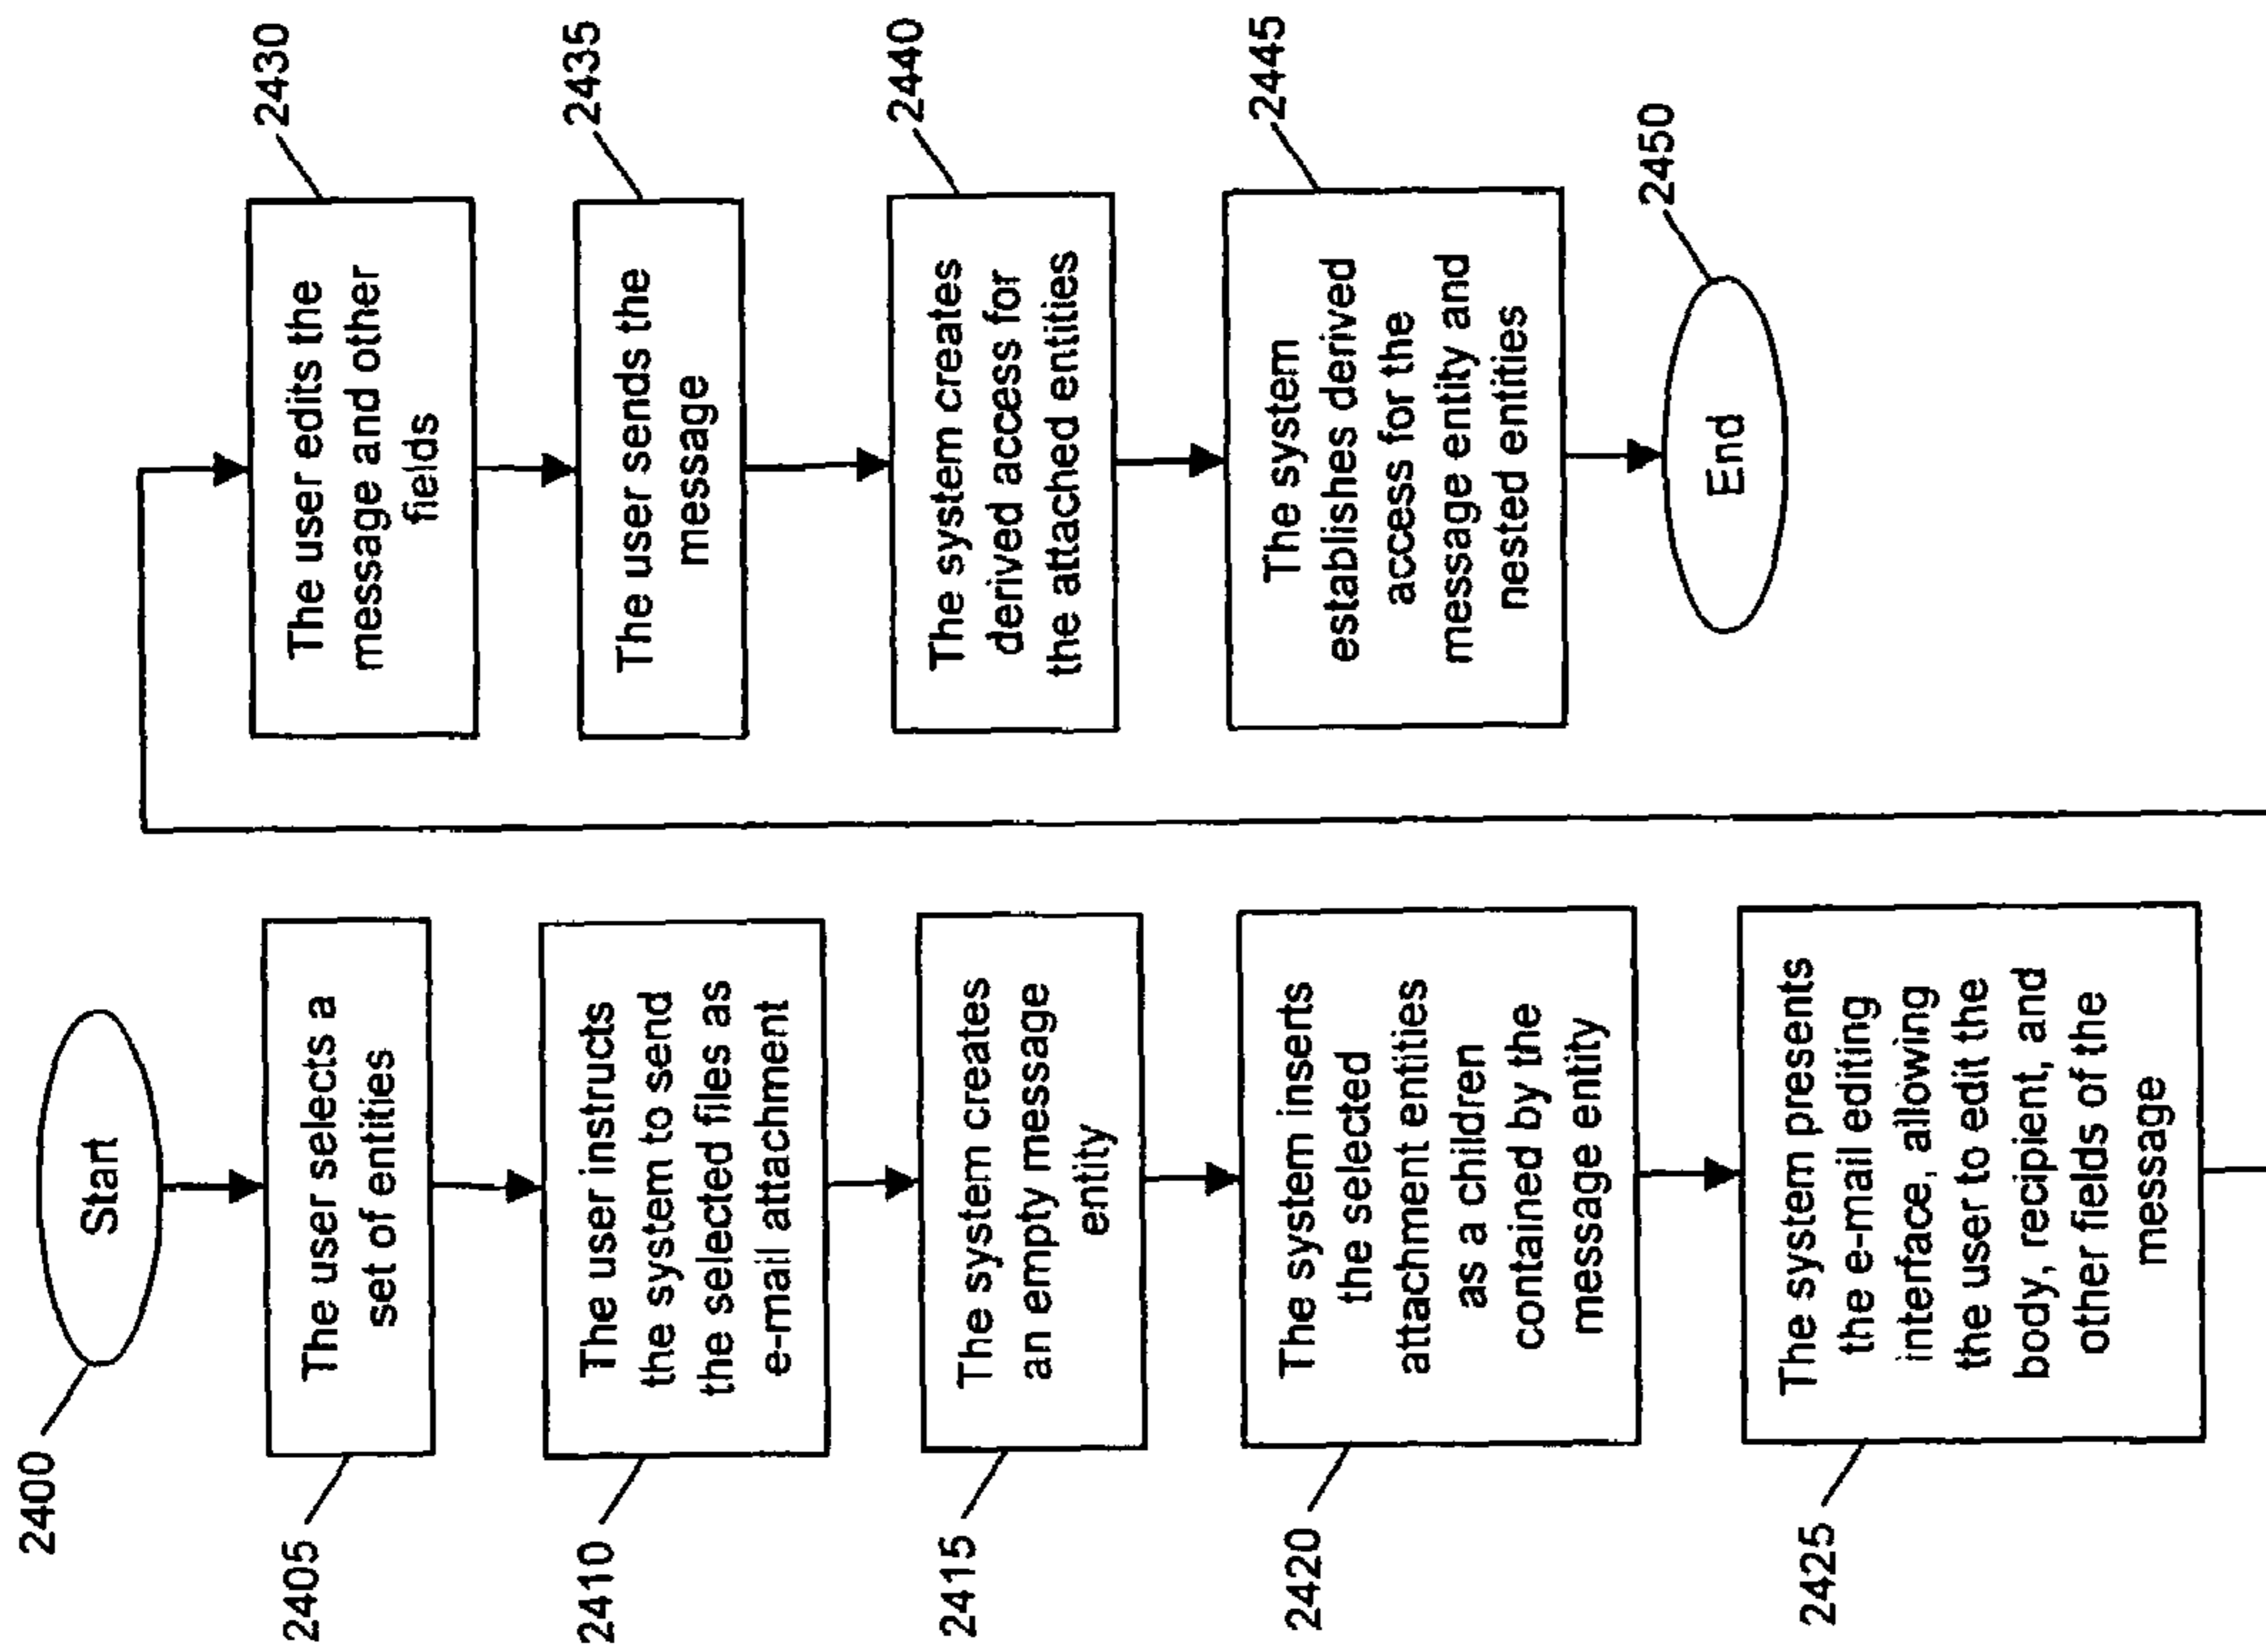 2400
Start
2405
The user selects a
set of entities
2410
The user instructs
the system to send
the selected files as
e-mail attachment
2415
The system creates
an empty message
entity
2420
The system inserts
the selected
attachment entities
as a children
contained by the
message entity
2425
The system presents
the e-mail editing
interface, allowing
the user to edit the
body, recipient, and
other fields of the
message
2430
The user edits the
message and other
fields
2435
The user sends the
message
2440
The system creates
derived access for
the attached entities
2445
The system
establishes derived
access for the
message entity and
nested entities
2450
End